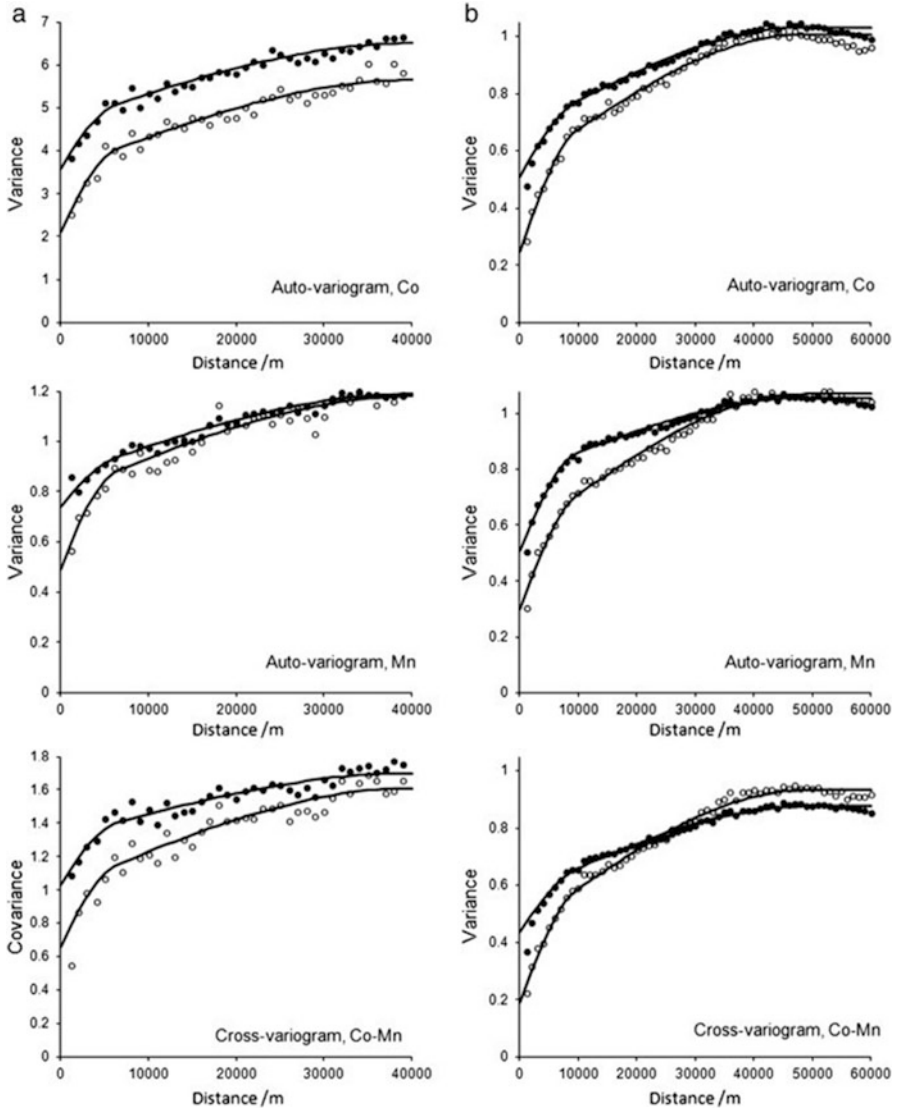 a
7
6
5
4
3
2
1
0
Variance
0 10000 20000 30000 40000
Distance /m
Auto-variogram, Co
b
1
0.8
0.6
0.4
0.2
0
Variance
0 10000 20000 30000 40000 50000 60000
Distance /m
Auto-variogram, Co
1.2
1
0.8
0.6
0.4
0.2
0
Variance
0 10000 20000 30000 40000
Distance /m
Auto-variogram, Mn
1
0.8
0.6
0.4
0.2
0
Variance
0 10000 20000 30000 40000 50000 60000
Distance /m
Auto-variogram, Mn
1.8
1.6
1.4
1.2
1
0.8
0.6
0.4
0.2
0
Covariance
0 10000 20000 30000 40000
Distance /m
Cross-variogram, Co-Mn
1
0.8
0.6
0.4
0.2
0
Variance
0 10000 20000 30000 40000 50000 60000
Distance /m
Cross-variogram, Co-Mn